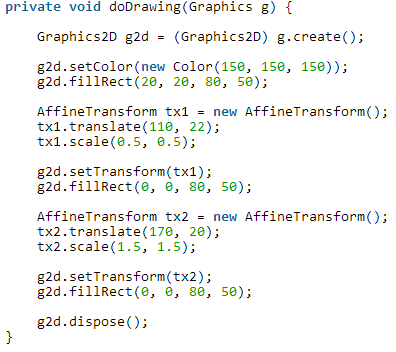 private void doDrawing(Graphics g) {
Graphics2D g2d = (Graphics2D) g.create();
g2d.setColor(new Color(150, 150, 150));
g2d.fillRect(20, 20, 80, 50);
AffineTransform tx1 = new AffineTransform();
tx1.translate(110, 22);
tx1.scale(0.5, 0.5);
g2d.setTransform(tx1);
g2d.fillRect(0, 0, 80, 50);
AffineTransform tx2 = new AffineTransform();
tx2.translate(170, 20);
tx2.scale(1.5, 1.5);
g2d.setTransform(tx2);
g2d.fillRect(0, 0, 80, 50);
g2d.dispose();
}